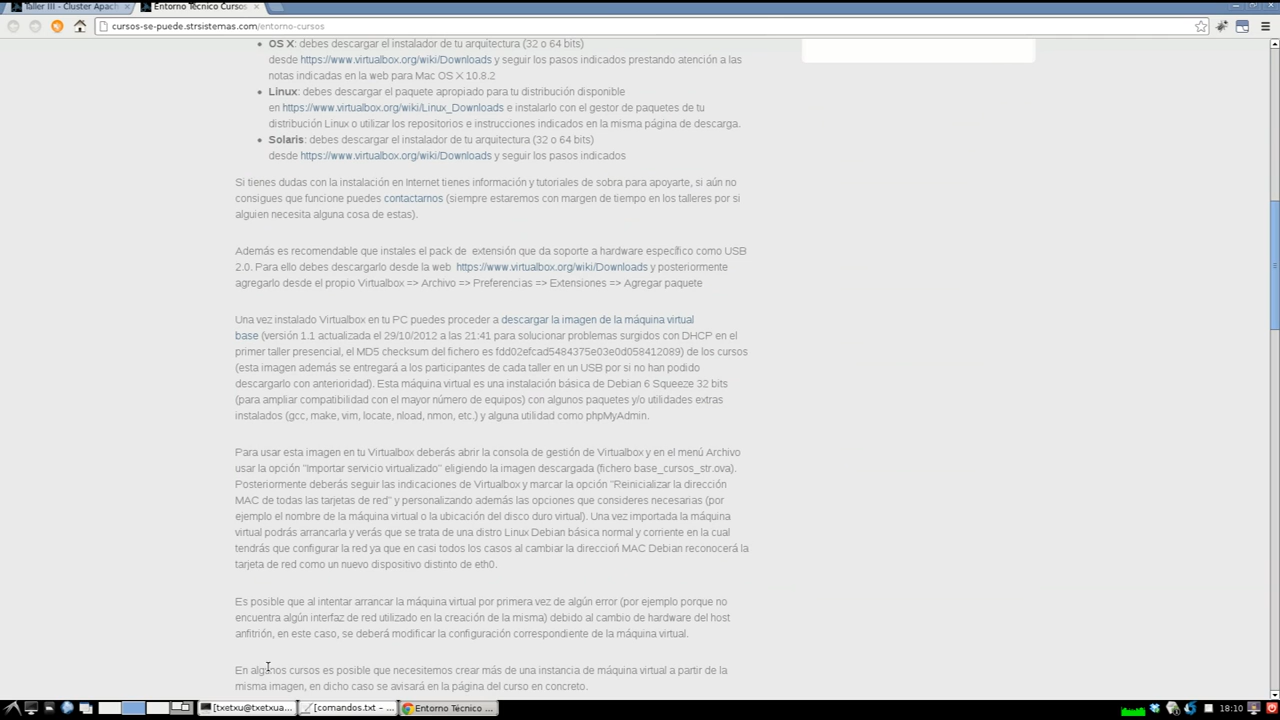 Taller III - Cluster Apach
Entorno Técnico Cursos
cursos-se-puede.strsistemas.com/entorno-cursos
OS X: debes descargar el instalador de tu arquitectura (32 o 64 bits)
desde https://www.virtualbox.org/wiki/Downloads y seguir los pasos indicados prestando atención a las
notas indicadas en la web para Mac OS X 10.8.2
Linux: debes descargar el paquete apropiado para tu distribución disponible
en https://www.virtualbox.org/wiki/Linux_Downloads e instalarlo con el gestor de paquetes de tu
distribución Linux o utilizar los repositorios e instrucciones indicados en la misma página de descarga.
Solaris: debes descargar el instalador de tu arquitectura (32 o 64 bits)
desde https://www.virtualbox.org/wiki/Downloads y seguir los pasos indicados
Si tienes dudas con la instalación en Internet tienes información y tutoriales de sobra para apoyarte, si aún no
consigues que funcione puedes contactarnos (siempre estaremos con margen de tiempo en los talleres por si
alguien necesita alguna cosa de estas).
Además es recomendable que instales el pack de extensión que da soporte a hardware específico como USB
2.0. Para ello debes descargarlo desde la web https://www.virtualbox.org/wiki/Downloads y posteriormente
agregarlo desde el propio Virtualbox => Archivo => Preferencias => Extensiones => Agregar paquete
Una vez instalado Virtualbox en tu PC puedes proceder a descargar la imagen de la máquina virtual
base (versión 1.1 actualizada el 29/10/2012 a las 21:41 para solucionar problemas surgidos con DHCP en el
primer taller presencial, el MD5 checksum del fichero es fdd02efcad5484375e03e0d058412089) de los cursos
(esta imagen además se entregará a los participantes de cada taller en un USB por si no han podido
descargarlo con anterioridad). Esta máquina virtual es una instalación básica de Debian 6 Squeeze 32 bits
(para ampliar compatibilidad con el mayor número de equipos) con algunos paquetes y/o utilidades extras
instalados (gcc, make, vim, locate, nload, nmon, etc.) y alguna utilidad como phpMyAdmin.
Para usar esta imagen en tu Virtualbox deberás abrir la consola de gestión de Virtualbox y en el menú Archivo
usar la opción "Importar servicio virtualizado" eligiendo la imagen descargada (fichero base_cursos_str.ova).
Posteriormente deberás seguir las indicaciones de Virtualbox y marcar la opción "Reinicializar la dirección
MAC de todas las tarjetas de red" y personalizando además las opciones que consideres necesarias (por
ejemplo el nombre de la máquina virtual o la ubicación del disco duro virtual). Una vez importada la máquina
virtual podrás arrancarla y verás que se trata de una distro Linux Debian básica normal y corriente en la cual
tendrás que configurar la red ya que en casi todos los casos al cambiar la dirección MAC Debian reconocerá la
tarjeta de red como un nuevo dispositivo distinto de eth0.
Es posible que al intentar arrancar la máquina virtual por primera vez de algún error (por ejemplo porque no
encuentra algún interfaz de red utilizado en la creación de la misma) debido al cambio de hardware del host
anfitrión, en este caso, se deberá modificar la configuración correspondiente de la máquina virtual.
En algunos cursos es posible que necesitemos crear más de una instancia de máquina virtual a partir de la
misma imagen, en dicho caso se avisará en la página del curso en concreto.
[txetxu@txetxua... [comandos.txt – ... Entorno Técnico ... 18:10